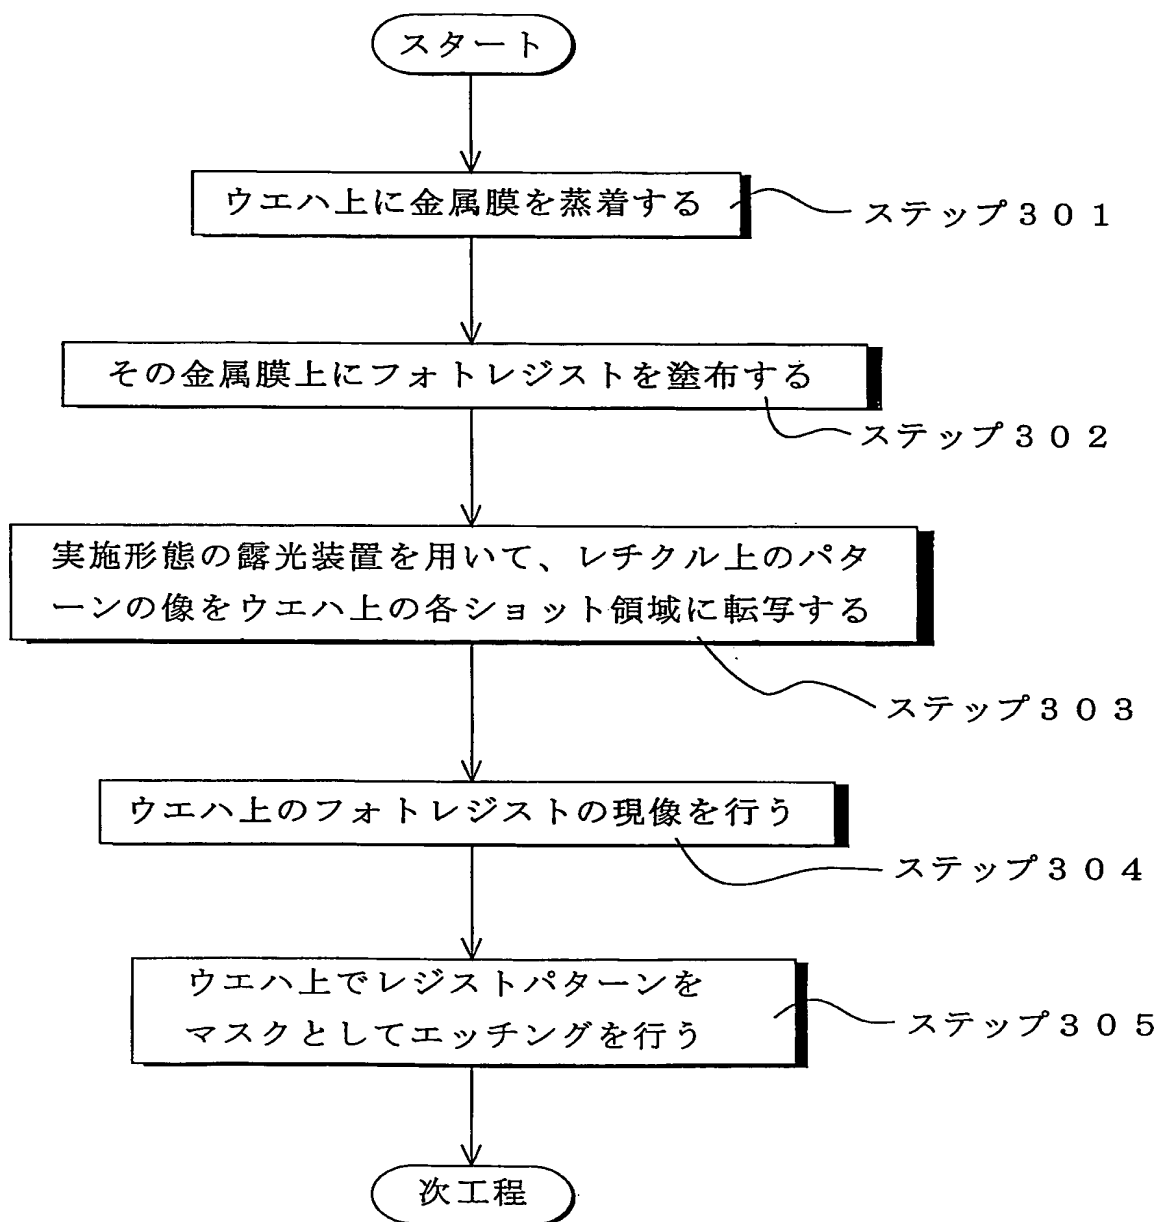 スタート
ウエハ上に金属膜を蒸着する
ステップ３０１
その金属膜上にフォトレジストを塗布する
ステップ３０２
実施形態の露光装置を用いて、レチクル上のパタ
ーンの像をウエハ上の各ショット領域に転写する
ステップ３０３
ウエハ上のフォトレジストの現像を行う
ステップ３０４
ウエハ上でレジストパターンを
マスクとしてエッチングを行う
ステップ３０５
次工程